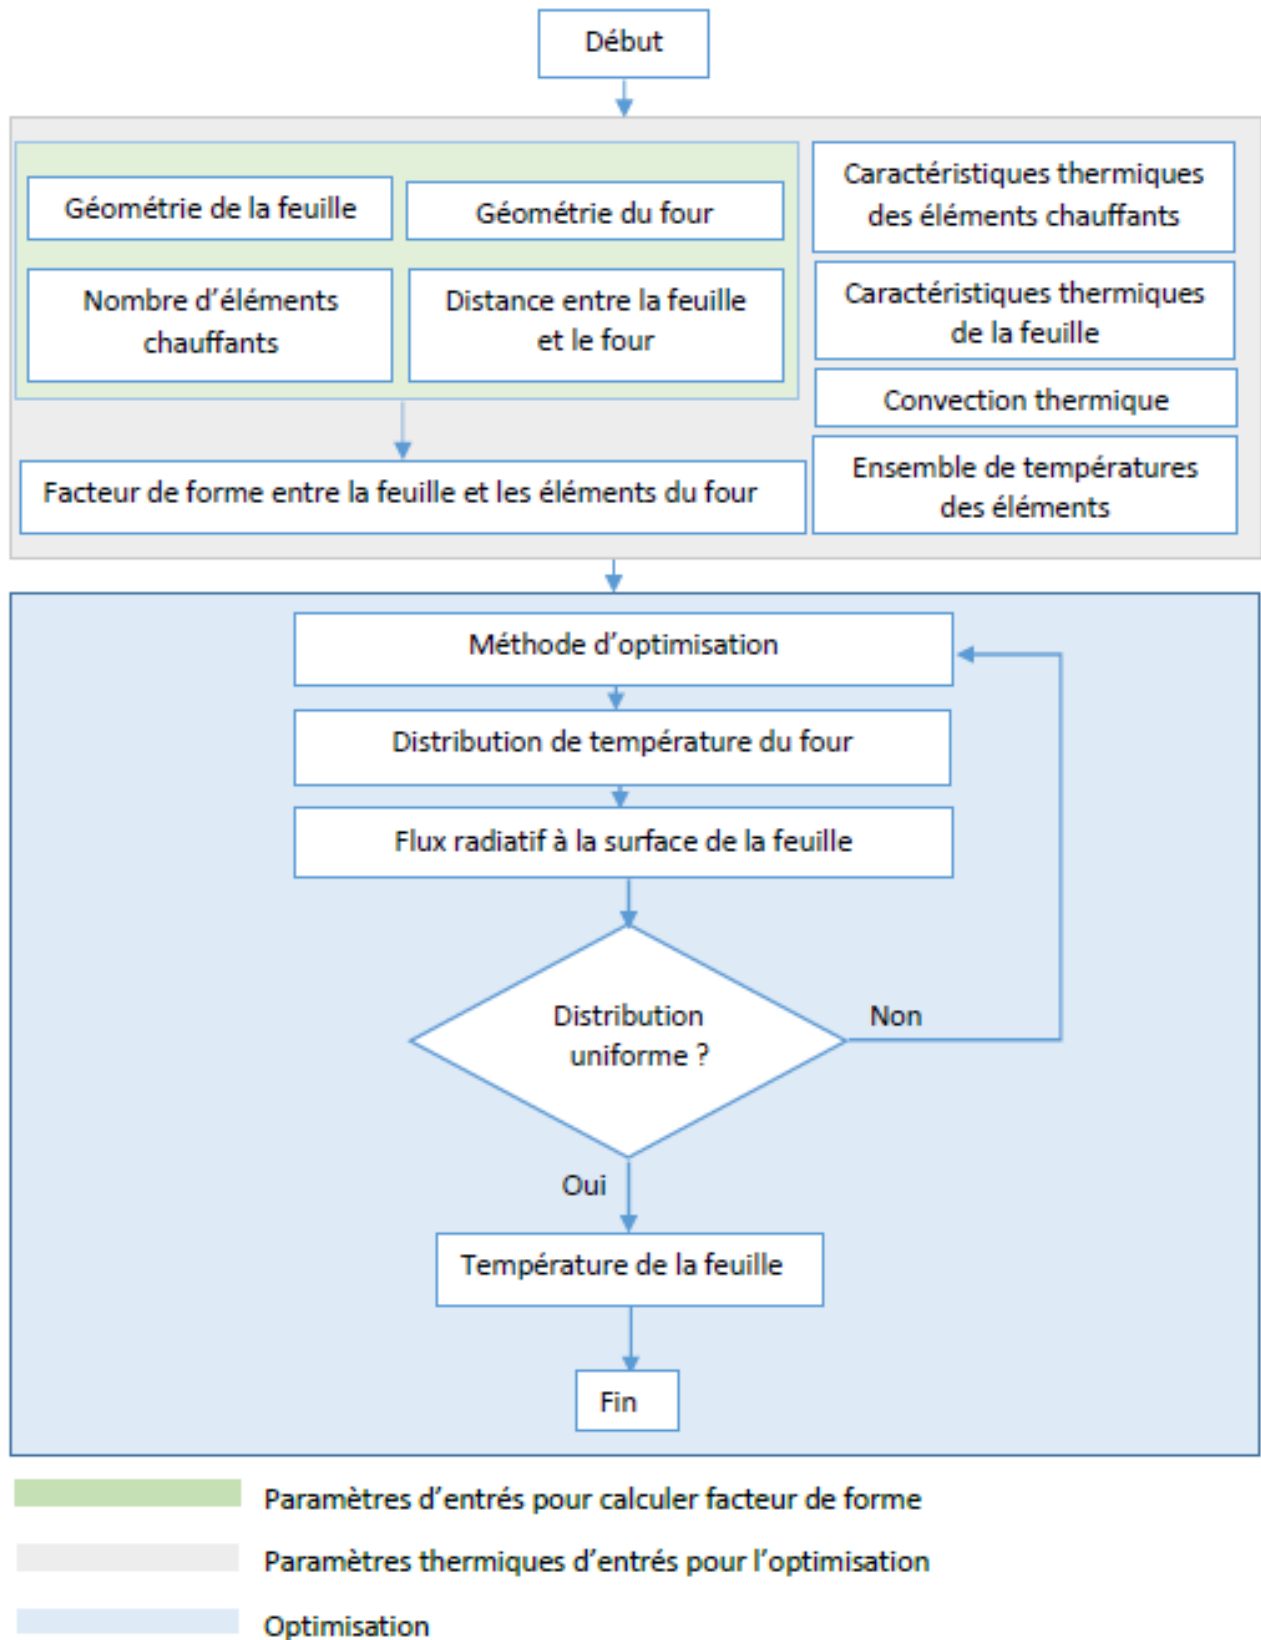 Début
Géométrie de la feuille
Géométrie du four
Nombre d’éléments
chauffants
Distance entre la feuille
et le four
Facteur de forme entre la feuille et les éléments du four
Caractéristiques thermiques
des éléments chauffants
Caractéristiques thermiques
de la feuille
Convection thermique
Ensemble de températures
des éléments
Méthode d’optimisation
Distribution de température du four
Flux radiatif à la surface de la feuille
Distribution
uniforme ?
Non
Oui
Température de la feuille
Fin
Paramètres d’entrés pour calculer facteur de forme
Paramètres thermiques d’entrés pour l’optimisation
Optimisation